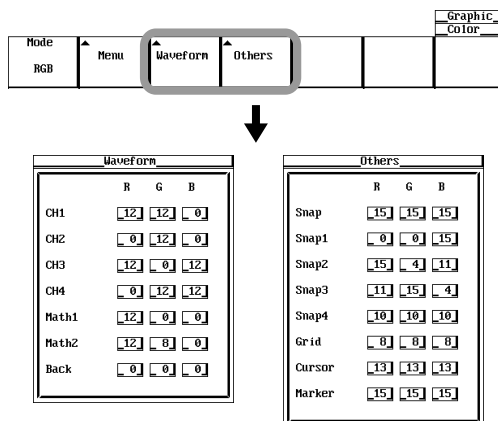 Graphic
Color
Mode
RGB
Menu
Waveform
Others
Waveform
R G B
CH1 12 12 0
CH2 0 12 0
CH3 12 0 12
CH4 0 12 12
Math1 12 0 0
Math2 12 8 0
Back 0 0 0
Others
R G B
Snap 15 15 15
Snap1 0 0 15
Snap2 15 4 11
Snap3 11 15 4
Snap4 10 10 10
Grid 8 8 8
Cursor 13 13 13
Marker 15 15 15